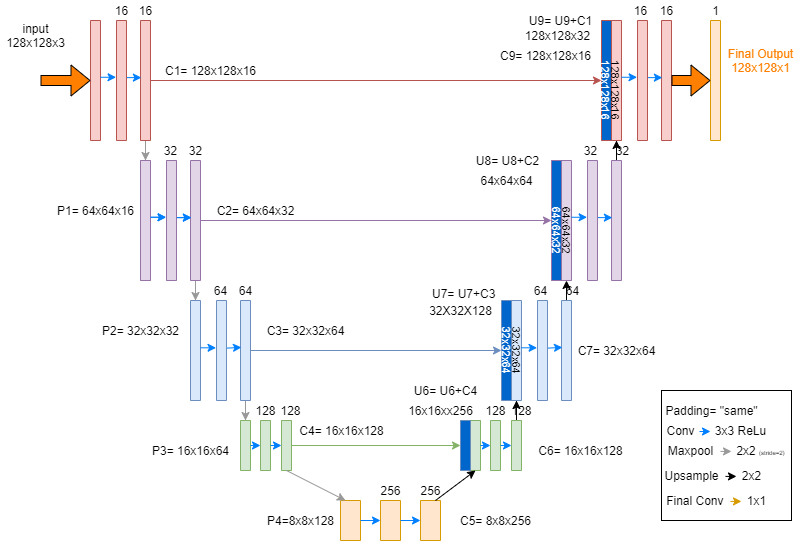 16 16
input
128x128x3
C1= 128x128x16
U9= U9+C1
128x128x32
C9= 128x128x16
128x128x16
128x128x16
16 16
1
Final Output
128x128x1
32 32
P1= 64x64x16
C2= 64x64x32
U8= U8+C2
64x64x64
64x64x32
64x64x32
32 32
64 64
P2= 32x32x32
C3= 32x32x64
U7= U7+C3
32X32X128
32x32x64
32x32x64
64 64
C7= 32x32x64
128 128
P3= 16x16x64
C4= 16x16x128
U6= U6+C4
16x16xx256
128 128
C6= 16x16x128
256 256
P4=8x8x128
C5= 8x8x256
Padding= "same"
Conv 3x3 ReLu
Maxpool 2x2 (stride=2)
Upsample 2x2
Final Conv 1x1